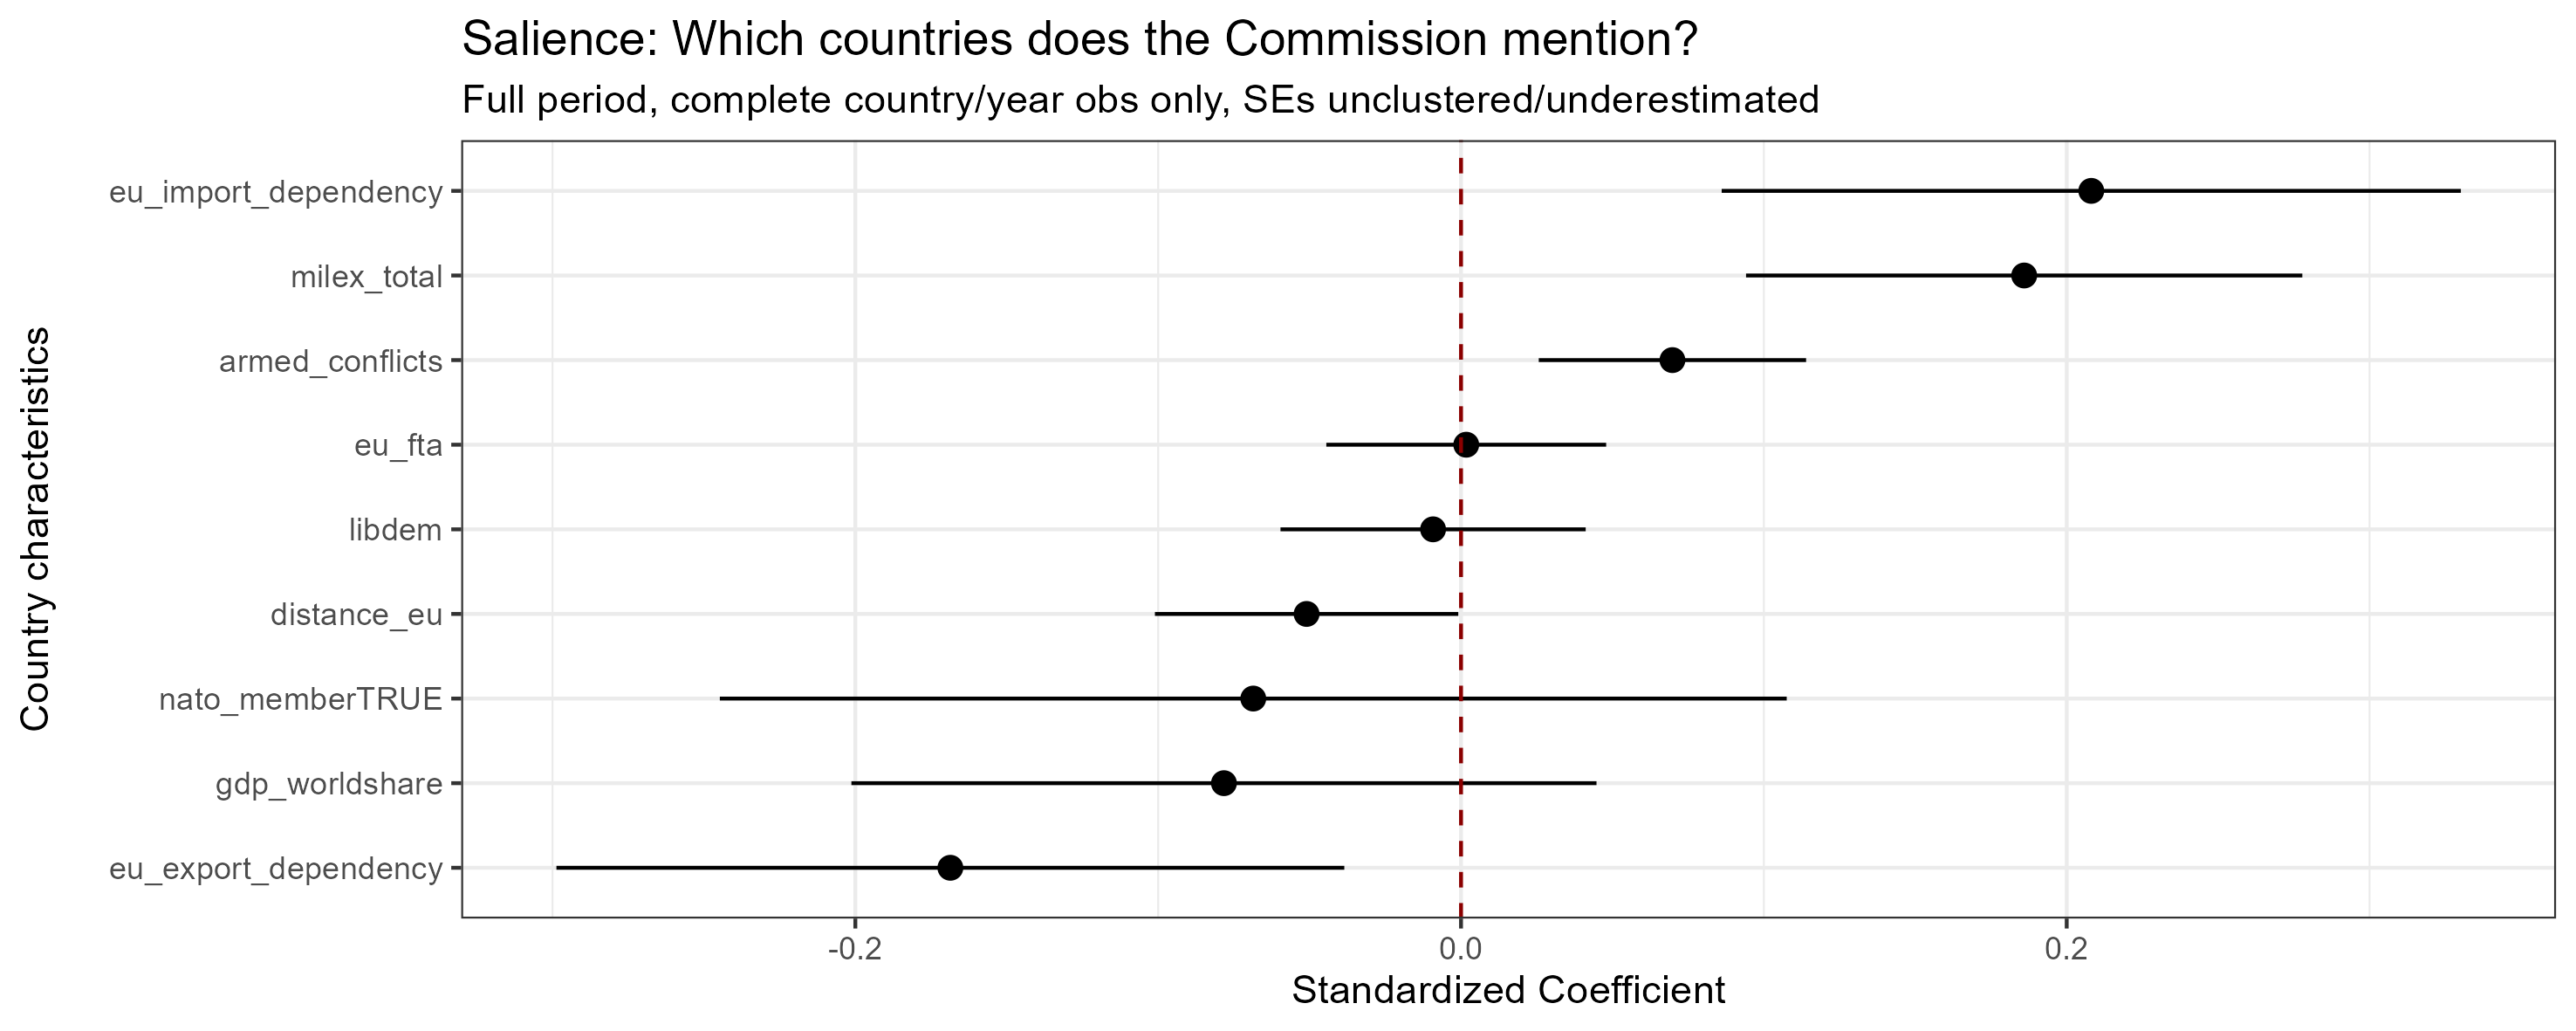 Salience: Which countries does the Commission mention?
Full period, complete country/year obs only, SEs unclustered/underestimated
Country characteristics
eu_import_dependency
milex_total
armed_conflicts
eu_fta
libdem
distance_eu
nato_memberTRUE
gdp_worldshare
eu_export_dependency
-0.2 0.0 0.2
Standardized Coefficient